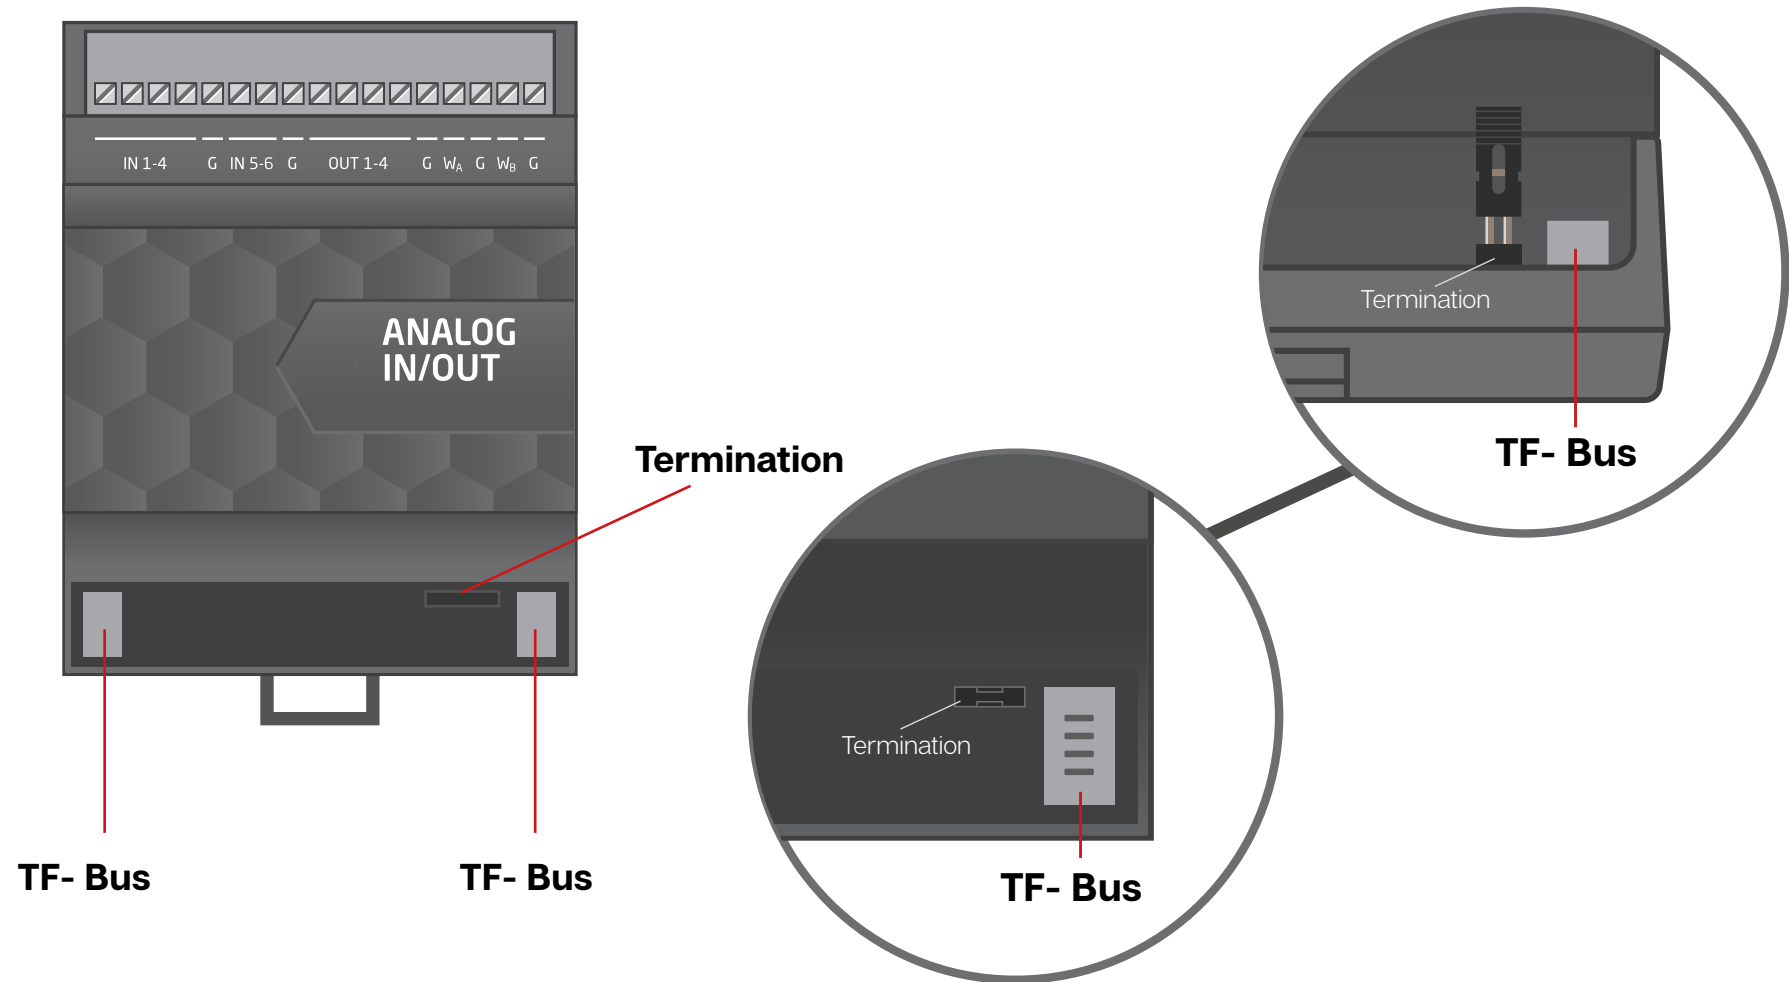 IN 1-4 G IN 5-6 G OUT 1-4 G WA G WB G
ANALOG
IN/OUT
Termination
TF- Bus
TF- Bus
Termination
TF- Bus
Termination
TF- Bus